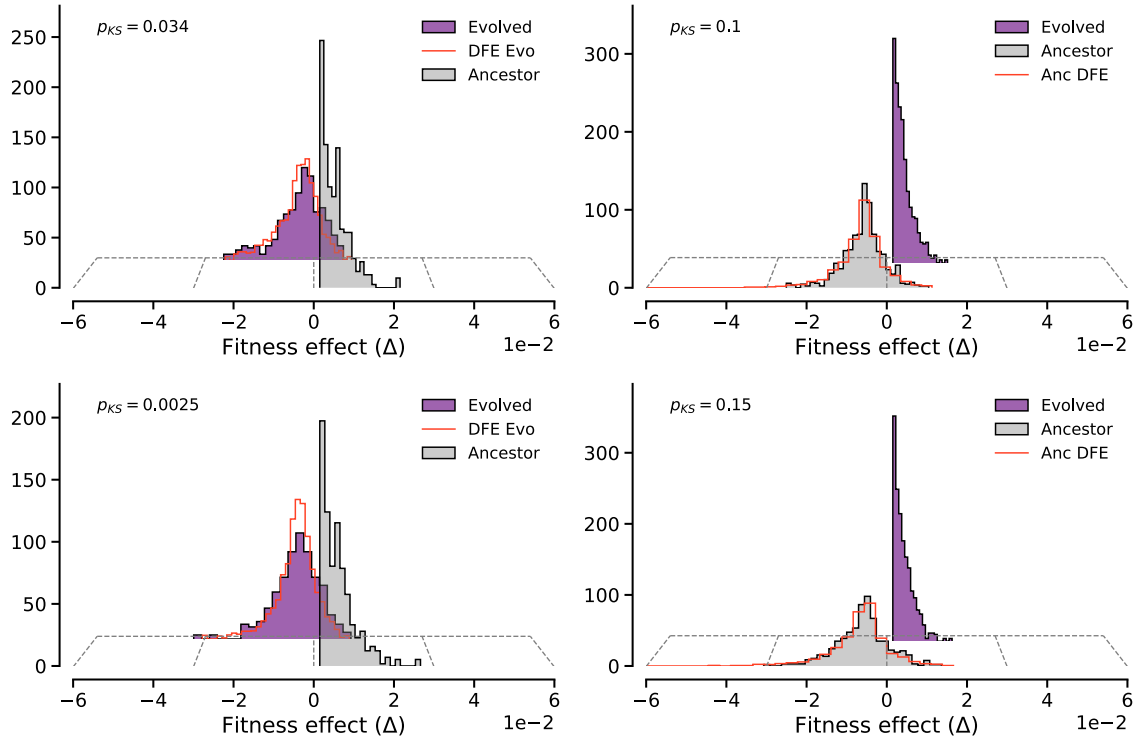 p_KS = 0.034
Evolved
DFE Evo
Ancestor
250
200
150
100
50
0
−6 −4 −2 0 2 4 6
1e−2
Fitness effect (Δ)
p_KS = 0.1
Evolved
Ancestor
Anc DFE
300
200
100
0
−6 −4 −2 0 2 4 6
1e−2
Fitness effect (Δ)
p_KS = 0.0025
Evolved
DFE Evo
Ancestor
200
150
100
50
0
−6 −4 −2 0 2 4 6
1e−2
Fitness effect (Δ)
p_KS = 0.15
Evolved
Ancestor
Anc DFE
300
200
100
0
−6 −4 −2 0 2 4 6
1e−2
Fitness effect (Δ)